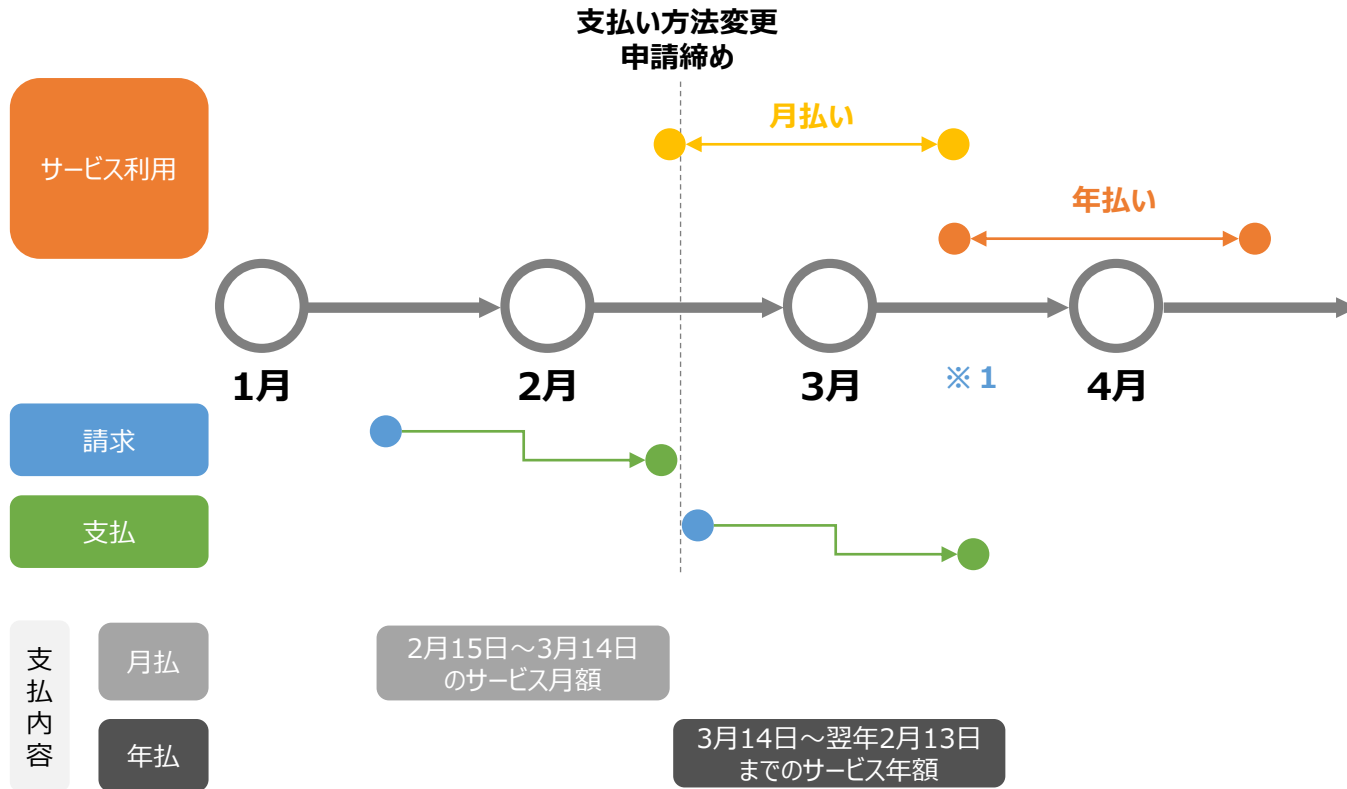 支払い方法変更
申請締め
サービス利用
月払い
年払い
1月
2月
3月
※ 1
4月
請求
支払
支払内容
月払
2月15日～3月14日
のサービス月額
年払
3月14日～翌年2月13日
までのサービス年額